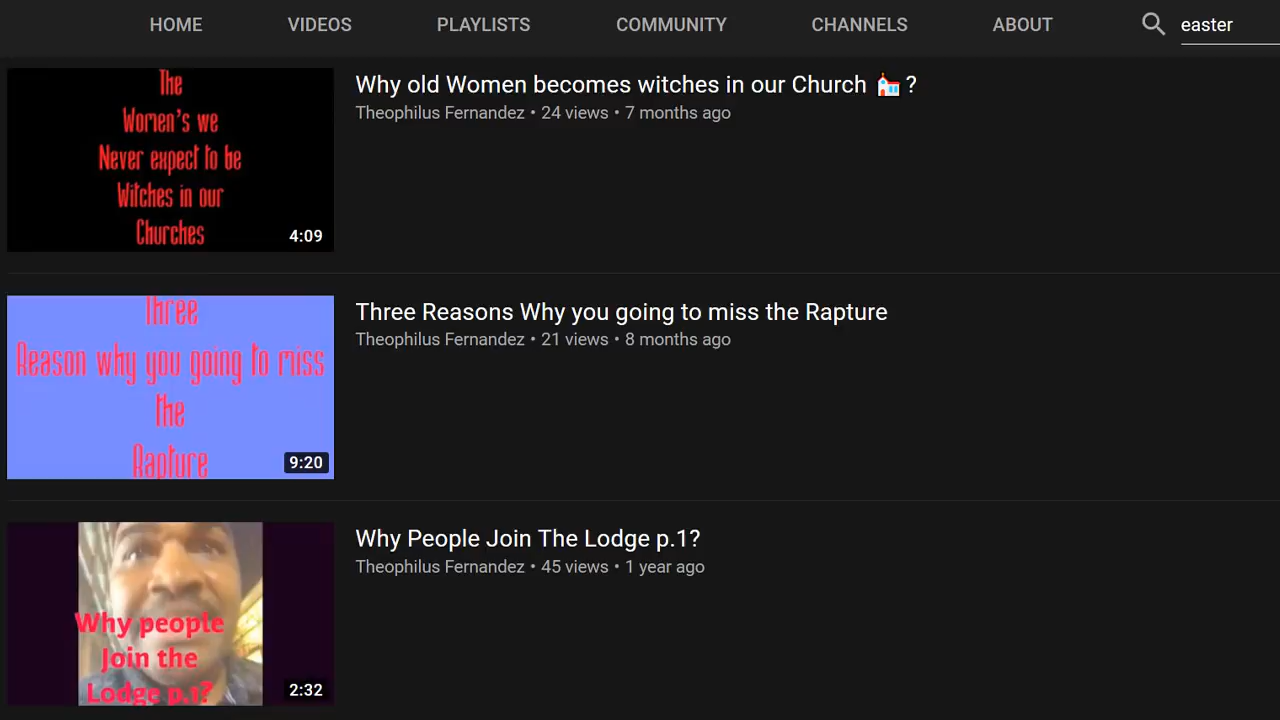 HOME VIDEOS PLAYLISTS COMMUNITY CHANNELS ABOUT easter
The
Women's we
Never expect to be
Witches in our
Churches
4:09
Why old Women becomes witches in our Church ?
Theophilus Fernandez • 24 views • 7 months ago
Three
Reason why you going to miss
the
Rapture
9:20
Three Reasons Why you going to miss the Rapture
Theophilus Fernandez • 21 views • 8 months ago
Why people
Join the
Lodge p.1?
2:32
Why People Join The Lodge p.1?
Theophilus Fernandez • 45 views • 1 year ago